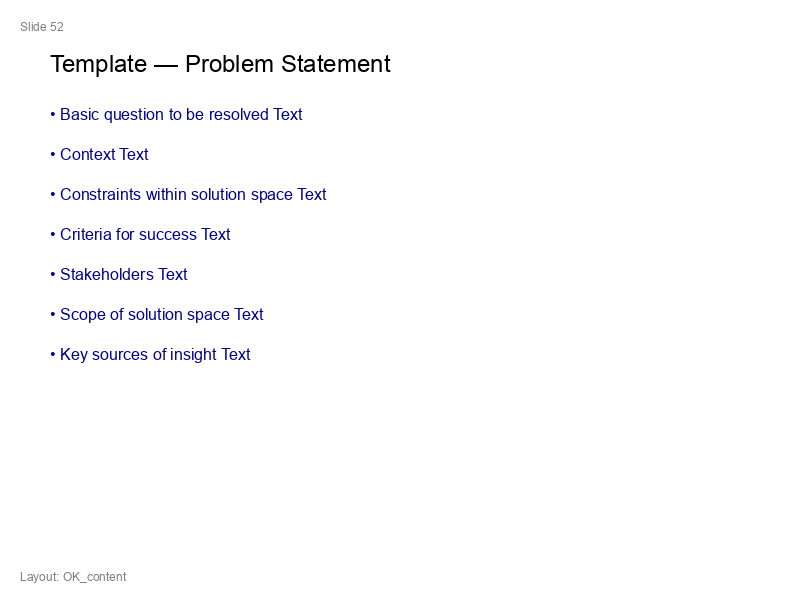 Slide 52
Template — Problem Statement
• Basic question to be resolved Text
• Context Text
• Constraints within solution space Text
• Criteria for success Text
• Stakeholders Text
• Scope of solution space Text
• Key sources of insight Text
Layout: OK_content